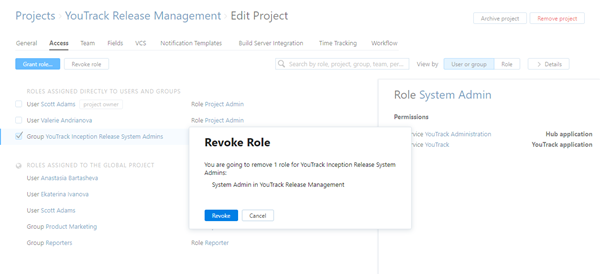 Projects › YouTrack Release Management › Edit Project
Archive project
Remove project
General Access Team Fields VCS Notification Templates Build Server Integration Time Tracking Workflow
Grant role...
Revoke role
Search by role, project, group, team, per...
View by
User or group
Role
Details
ROLES ASSIGNED DIRECTLY TO USERS AND GROUPS
User Scott Adams project owner
Role Project Admin
User Valerie Andrianova
Role Project Admin
Group YouTrack Inception Release System Admins
ROLES ASSIGNED TO THE GLOBAL PROJECT
User Anastasia Bartasheva
User Ekaterina Ivanova
User Scott Adams
Group Product Marketing
Group Reporters
Role Reporter
Revoke Role
You are going to remove 1 role for YouTrack Inception Release System
Admins:
System Admin in YouTrack Release Management
Revoke
Cancel
Role System Admin
Permissions
YouTrack Administration
Hub application
YouTrack
YouTrack application